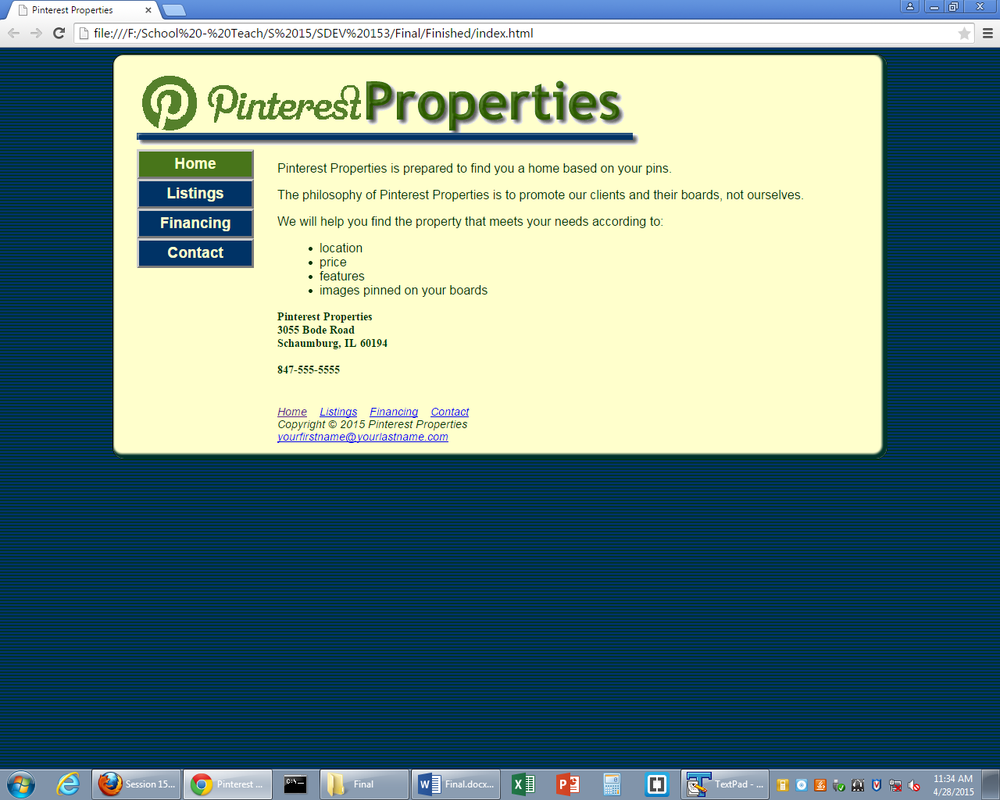 Pinterest Properties
file:///F:/School%20-%20Teach/S%2015/SDEV%20153/Final/Finished/index.html
Pinterest Properties
Home
Listings
Financing
Contact
Pinterest Properties is prepared to find you a home based on your pins.
The philosophy of Pinterest Properties is to promote our clients and their boards, not ourselves.
We will help you find the property that meets your needs according to:
• location
• price
• features
• images pinned on your boards
Pinterest Properties
3055 Bode Road
Schaumburg, IL 60194
847-555-5555
Home Listings Financing Contact
Copyright © 2015 Pinterest Properties
yourfirstname@yourlastname.com
Session 15... Pinterest ... C:\_ Final Final.docx... TextPad - ... 11:34 AM
4/28/2015